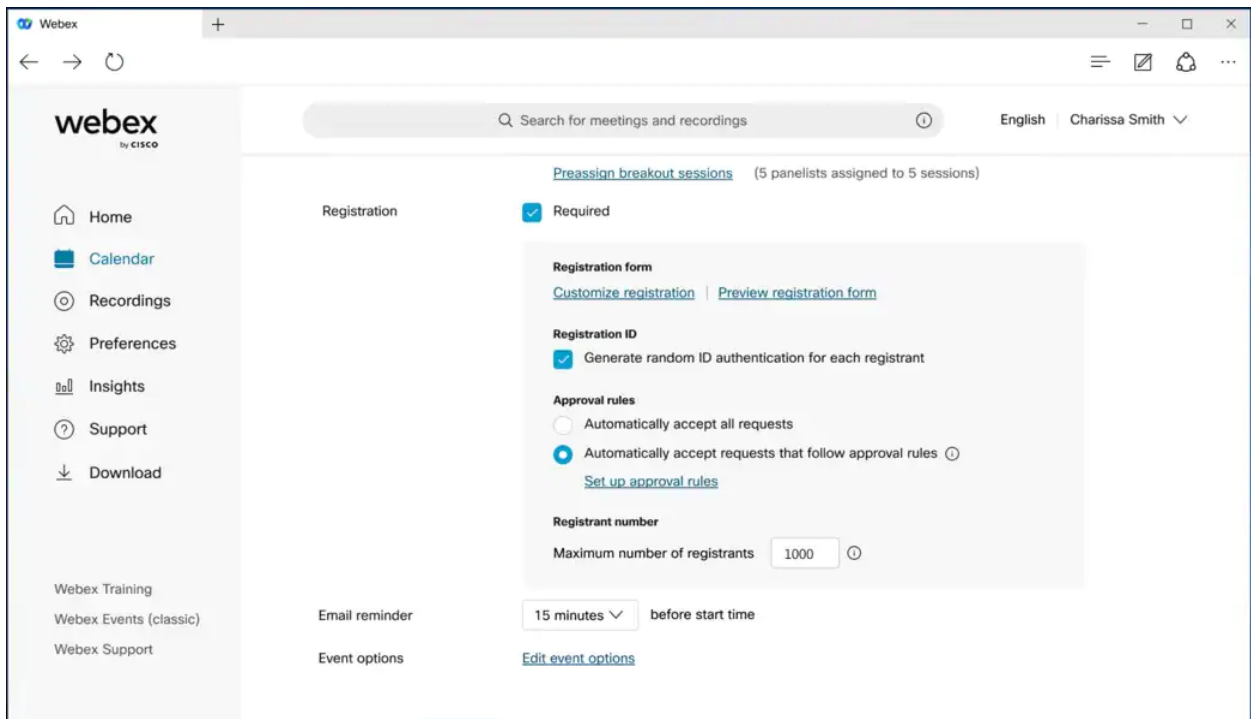 Webex
webex
by CISCO
Search for meetings and recordings
English
Charissa Smith
Home
Calendar
Recordings
Preferences
Insights
Support
Download
Webex Training
Webex Events (classic)
Webex Support
Preassign breakout sessions (5 panelists assigned to 5 sessions)
Registration
Required
Registration form
Customize registration | Preview registration form
Registration ID
Generate random ID authentication for each registrant
Approval rules
Automatically accept all requests
Automatically accept requests that follow approval rules
Set up approval rules
Registrant number
Maximum number of registrants 1000
Email reminder 15 minutes before start time
Event options Edit event options